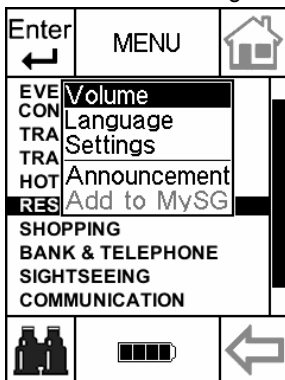 Enter
MENU
EVE
Volume
CON
Language
TRA
Settings
TRA
HOT
Announcement
RES
Add to MySG
SHOPPING
BANK & TELEPHONE
SIGHTSEEING
COMMUNICATION